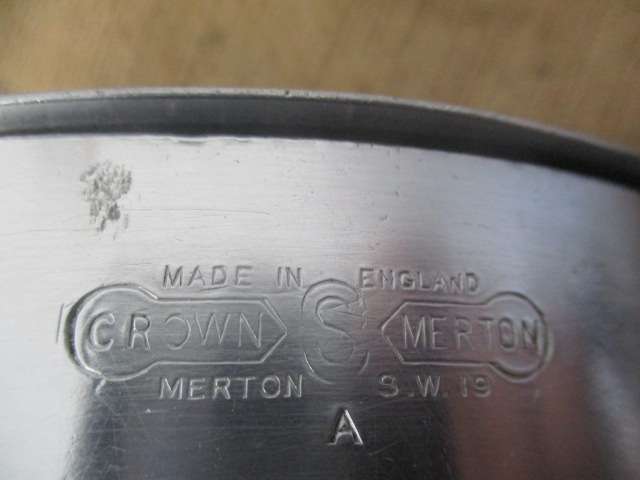 MADE IN ENGLAND
CROWN S MERTON
MERTON S.W.19
A